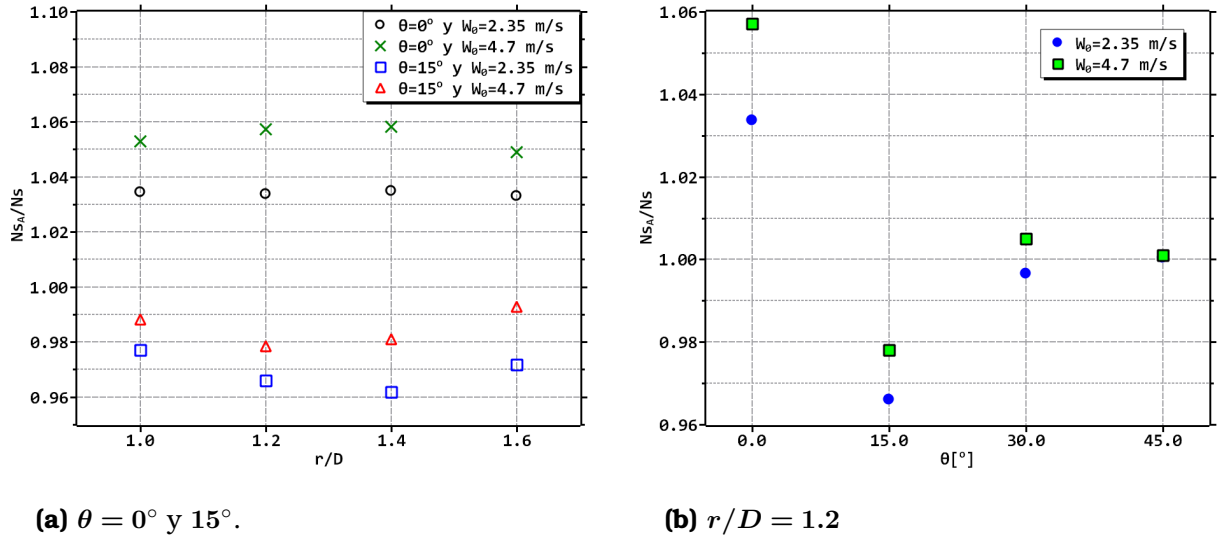 1.10
1.08
1.06
1.04
1.02
1.00
0.98
0.96
Ns_A/Ns
θ=0° y W₀=2.35 m/s
θ=0° y W₀=4.7 m/s
θ=15° y W₀=2.35 m/s
θ=15° y W₀=4.7 m/s
1.0 1.2 1.4 1.6
r/D
(a) θ = 0° y 15°.
1.06
1.04
1.02
1.00
0.98
0.96
Ns_A/Ns
W₀=2.35 m/s
W₀=4.7 m/s
0.0 15.0 30.0 45.0
θ[°]
(b) r/D = 1.2